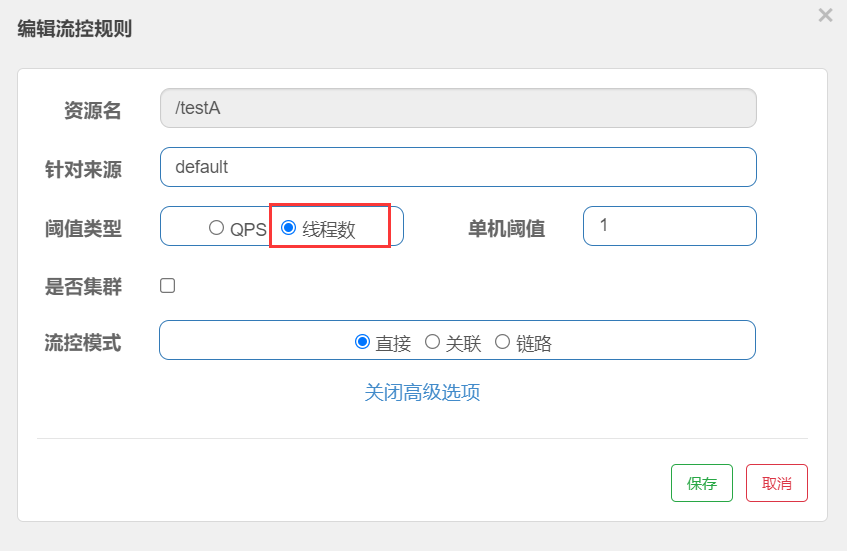 编辑流控规则 ×
资源名 /testA
针对来源 default
阈值类型 QPS 线程数 单机阈值 1
是否集群
流控模式 直接 关联 链路
关闭高级选项
保存 取消